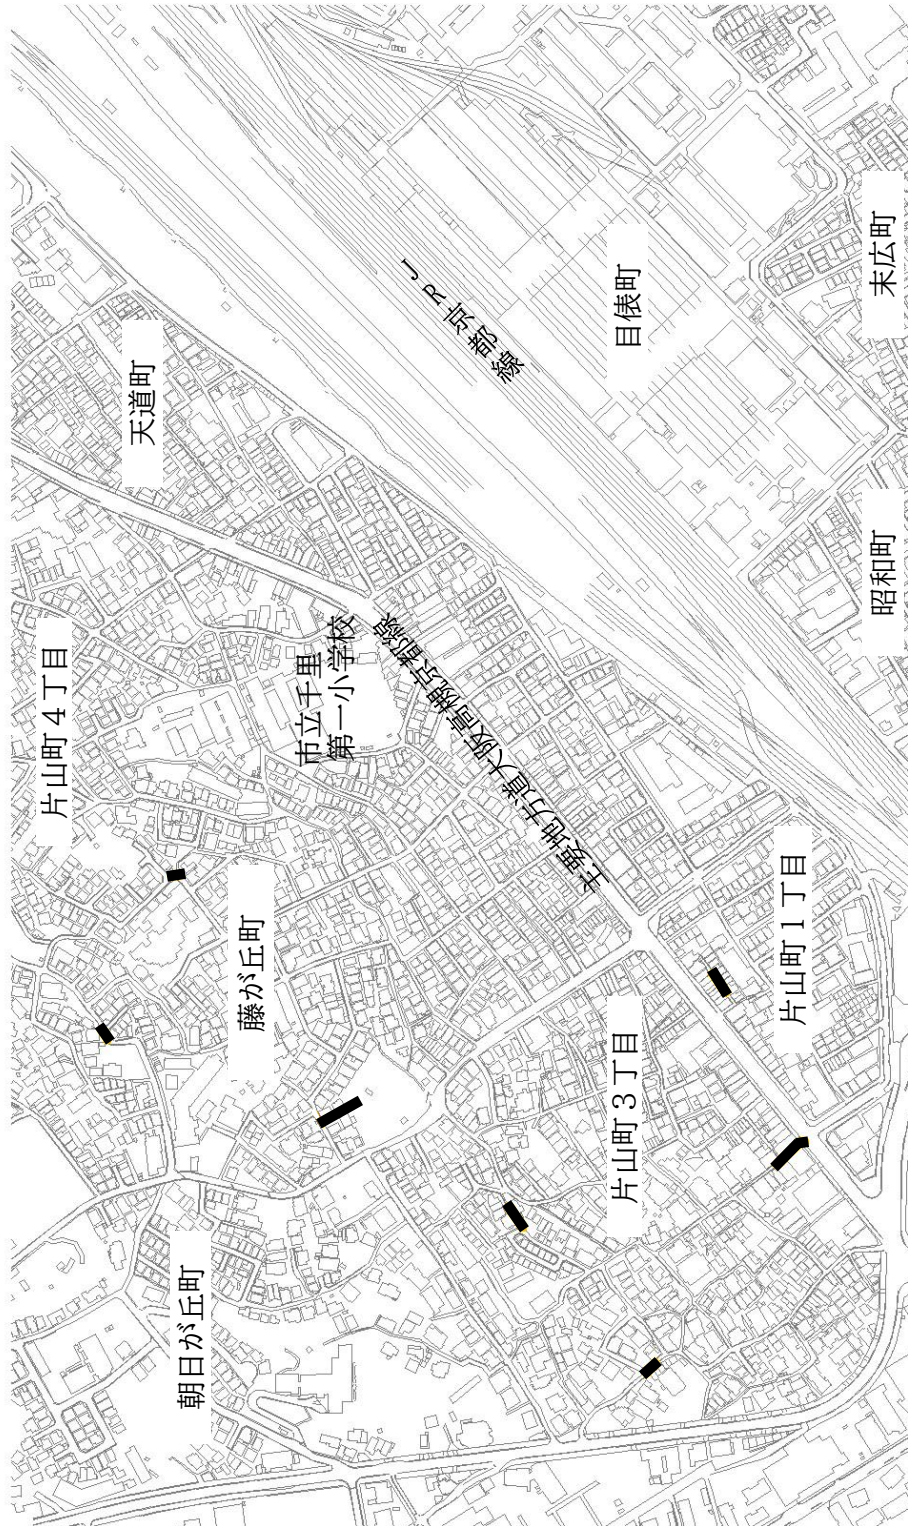 片山町４丁目
天道町
朝日が丘町
藤が丘町
市立千里
第一小学校
主要地方道大阪高槻京都線
ＪＲ京都線
片山町３丁目
目俵町
片山町１丁目
昭和町
末広町